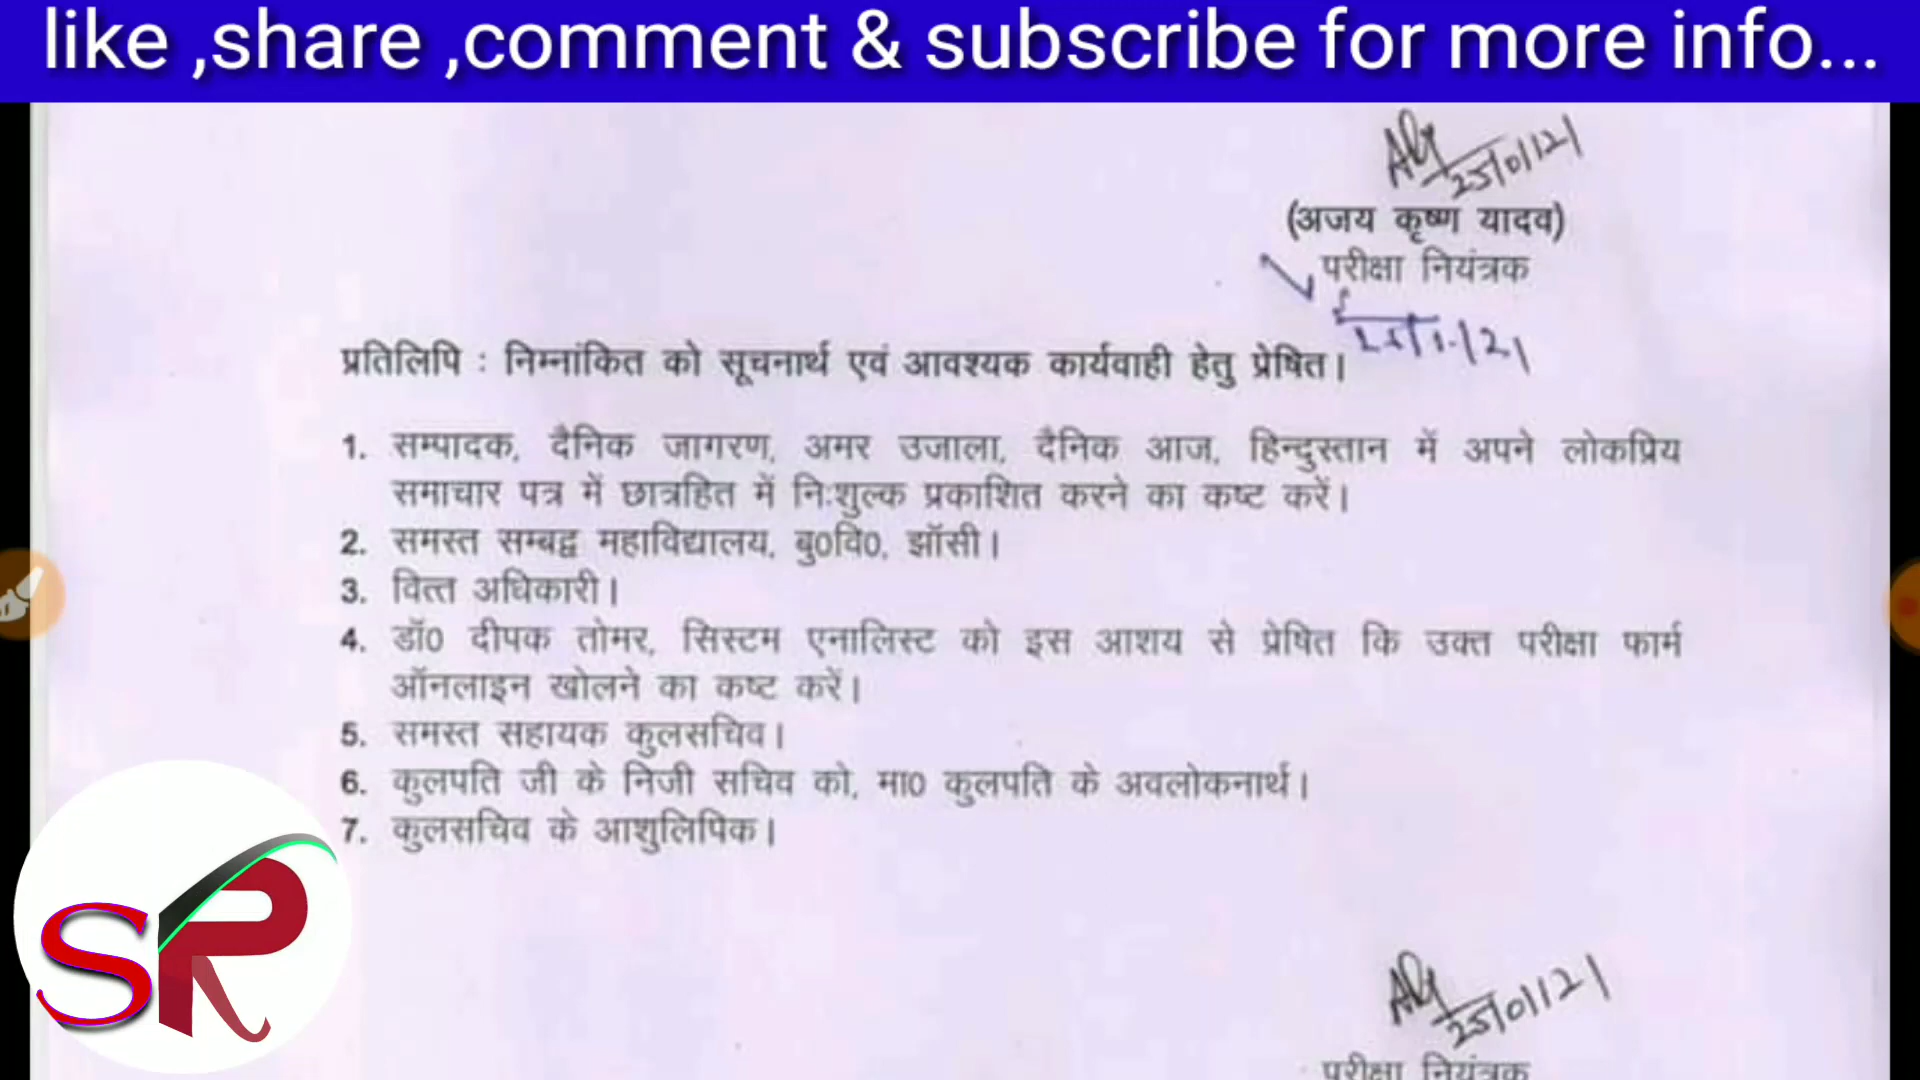 like ,share ,comment & subscribe for more info...
25/01/21
(अजय कृष्ण यादव)
परीक्षा नियंत्रक
प्रतिलिपि : निम्नांकित को सूचनार्थ एवं आवश्यक कार्यवाही हेतु प्रेषित।
1. सम्पादक, दैनिक जागरण, अमर उजाला, दैनिक आज, हिन्दुस्तान में अपने लोकप्रिय
समाचार पत्र में छात्रहित में निःशुल्क प्रकाशित करने का कष्ट करें।
2. समस्त सम्बद्व महाविद्यालय, बु0वि0, झॉसी।
3. वित्त अधिकारी।
4. डॉ0 दीपक तोमर, सिस्टम एनालिस्ट को इस आशय से प्रेषित कि उक्त परीक्षा फार्म
ऑनलाइन खोलने का कष्ट करें।
5. समस्त सहायक कुलसचिव।
6. कुलपति जी के निजी सचिव को, मा0 कुलपति के अवलोकनार्थ।
7. कुलसचिव के आशुलिपिक।
SR
25/01/21
परीक्षा नियंत्रक